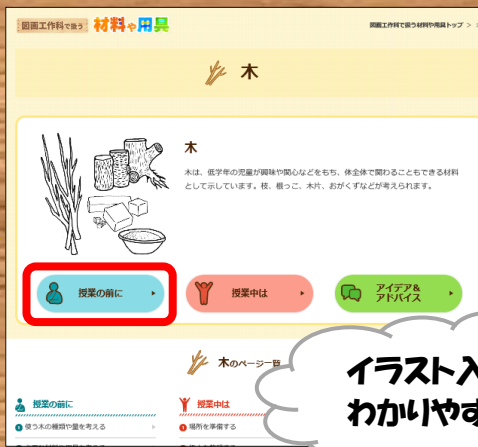 図画工作科で扱う 材料や用具
図画工作科で扱う材料や用具トップ >
木
木
木は、低学年の児童が興味や関心などをもち、体全体で関わることもできる材料
として示しています。枝、根っこ、木片、おがくずなどが考えられます。
授業の前に
授業中は
アイデア&
アドバイス
木のページ一覧
イラスト入
わかりやす
授業の前に
授業中は
1 使う木の種類や量を考える
1 場所を準備する